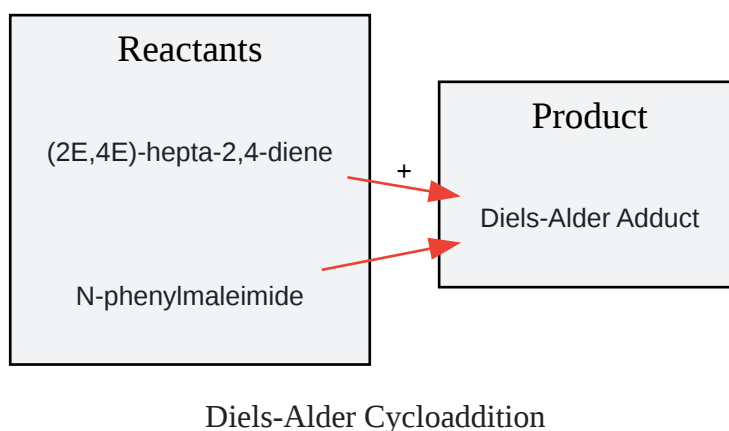 Reactants
(2E,4E)-hepta-2,4-diene
N-phenylmaleimide
+
Product
Diels-Alder Adduct
Diels-Alder Cycloaddition